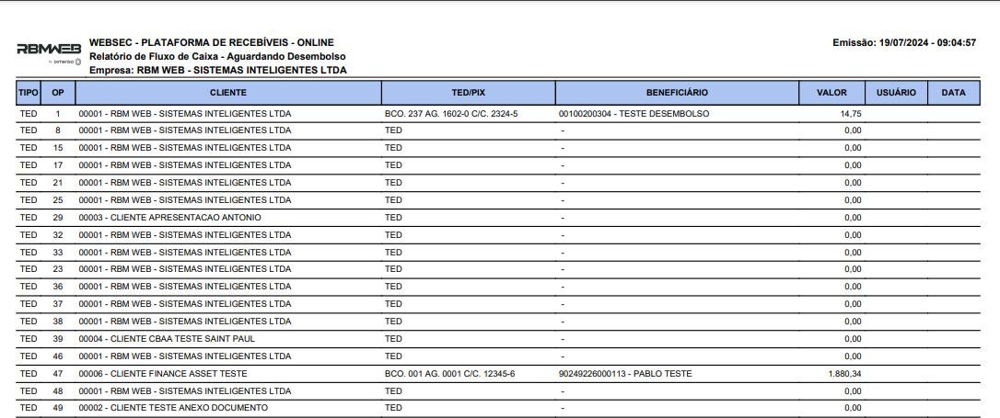 RBMWEB
by DIMENSA
WEBSEC - PLATAFORMA DE RECEBÍVEIS - ONLINE
Emissão: 19/07/2024 - 09:04:57
Relatório de Fluxo de Caixa - Aguardando Desembolso
Empresa: RBM WEB - SISTEMAS INTELIGENTES LTDA
TIPO OP CLIENTE TED/PIX BENEFICIÁRIO VALOR USUÁRIO DATA
TED 1 00001 - RBM WEB - SISTEMAS INTELIGENTES LTDA BCO. 237 AG. 1602-0 C/C. 2324-5 00100200304 - TESTE DESEMBOLSO 14,75
TED 8 00001 - RBM WEB - SISTEMAS INTELIGENTES LTDA TED - 0,00
TED 15 00001 - RBM WEB - SISTEMAS INTELIGENTES LTDA TED - 0,00
TED 17 00001 - RBM WEB - SISTEMAS INTELIGENTES LTDA TED - 0,00
TED 21 00001 - RBM WEB - SISTEMAS INTELIGENTES LTDA TED - 0,00
TED 25 00001 - RBM WEB - SISTEMAS INTELIGENTES LTDA TED - 0,00
TED 29 00003 - CLIENTE APRESENTACAO ANTONIO TED - 0,00
TED 32 00001 - RBM WEB - SISTEMAS INTELIGENTES LTDA TED - 0,00
TED 33 00001 - RBM WEB - SISTEMAS INTELIGENTES LTDA TED - 0,00
TED 23 00001 - RBM WEB - SISTEMAS INTELIGENTES LTDA TED - 0,00
TED 36 00001 - RBM WEB - SISTEMAS INTELIGENTES LTDA TED - 0,00
TED 37 00001 - RBM WEB - SISTEMAS INTELIGENTES LTDA TED - 0,00
TED 38 00001 - RBM WEB - SISTEMAS INTELIGENTES LTDA TED - 0,00
TED 39 00004 - CLIENTE CBAA TESTE SAINT PAUL TED - 0,00
TED 46 00001 - RBM WEB - SISTEMAS INTELIGENTES LTDA TED - 0,00
TED 47 00006 - CLIENTE FINANCE ASSET TESTE BCO. 001 AG. 0001 C/C. 12345-6 90249226000113 - PABLO TESTE 1.880,34
TED 48 00001 - RBM WEB - SISTEMAS INTELIGENTES LTDA TED - 0,00
TED 49 00002 - CLIENTE TESTE ANEXO DOCUMENTO TED - 0,00